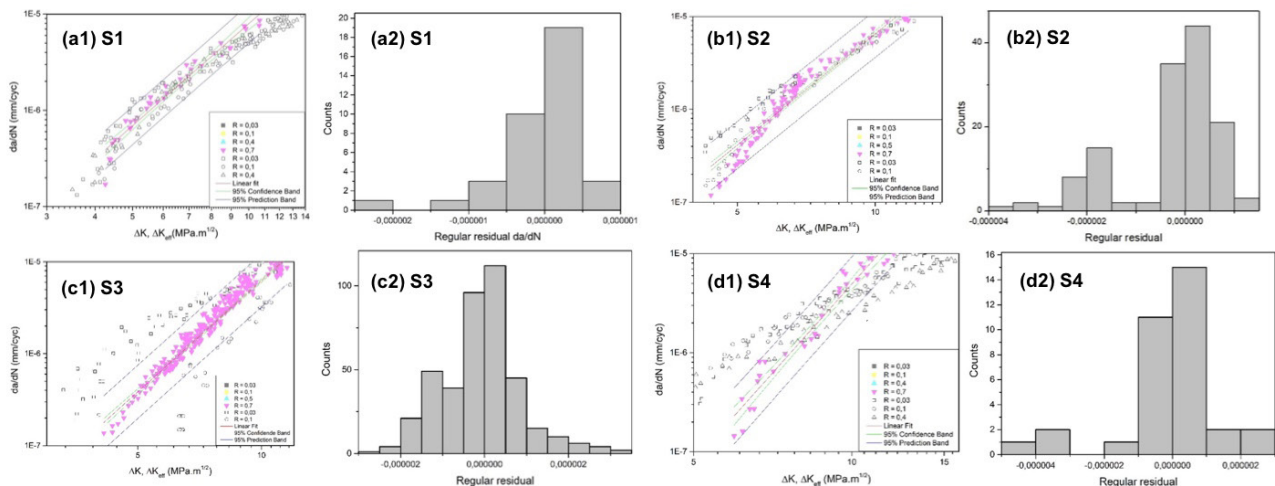 (a1) S1
1E-5
1E-6
1E-7
da/dN (mm/cyc)
R = 0,03
R = 0,1
R = 0,4
R = 0,7
R = 0,03
R = 0,1
R = 0,4
Linear fit
95% Confidence Band
95% Prediction Band
3 4 5 6 7 8 9 10 11 12 13 14
ΔK, ΔKeff (MPa.m1/2)
(a2) S1
20
18
16
14
12
10
8
6
4
2
0
Counts
-0,000002 -0,000001 0,000000 0,000001
Regular residual da/dN
(b1) S2
1E-5
1E-6
1E-7
da/dN (mm/cyc)
R = 0,03
R = 0,1
R = 0,5
R = 0,7
R = 0,03
R = 0,1
Linear fit
95% Confidence Band
95% Prediction Band
5 10
ΔK, ΔKeff (MPa.m1/2)
(b2) S2
40
20
0
Counts
-0,000004 -0,000002 0,000000
Regular residual
(c1) S3
1E-5
1E-6
1E-7
da/dN (mm/cyc)
R = 0,03
R = 0,1
R = 0,5
R = 0,7
R = 0,03
R = 0,1
Linear Fit
95% Confidence Band
95% Prediction Band
5 10
ΔK, ΔKeff (MPa.m1/2)
(c2) S3
100
50
0
Counts
-0,000002 0,000000 0,000002
Regular residual
(d1) S4
1E-5
1E-6
1E-7
da/dN (mm/cyc)
R = 0,03
R = 0,1
R = 0,4
R = 0,7
R = 0,03
R = 0,1
R = 0,4
Linear Fit
95% Confidence Band
95% Prediction Band
5 10 15
ΔK, ΔKeff (MPa.m1/2)
(d2) S4
16
14
12
10
8
6
4
2
0
Counts
-0,000004 -0,000002 0,000000 0,000002
Regular residual